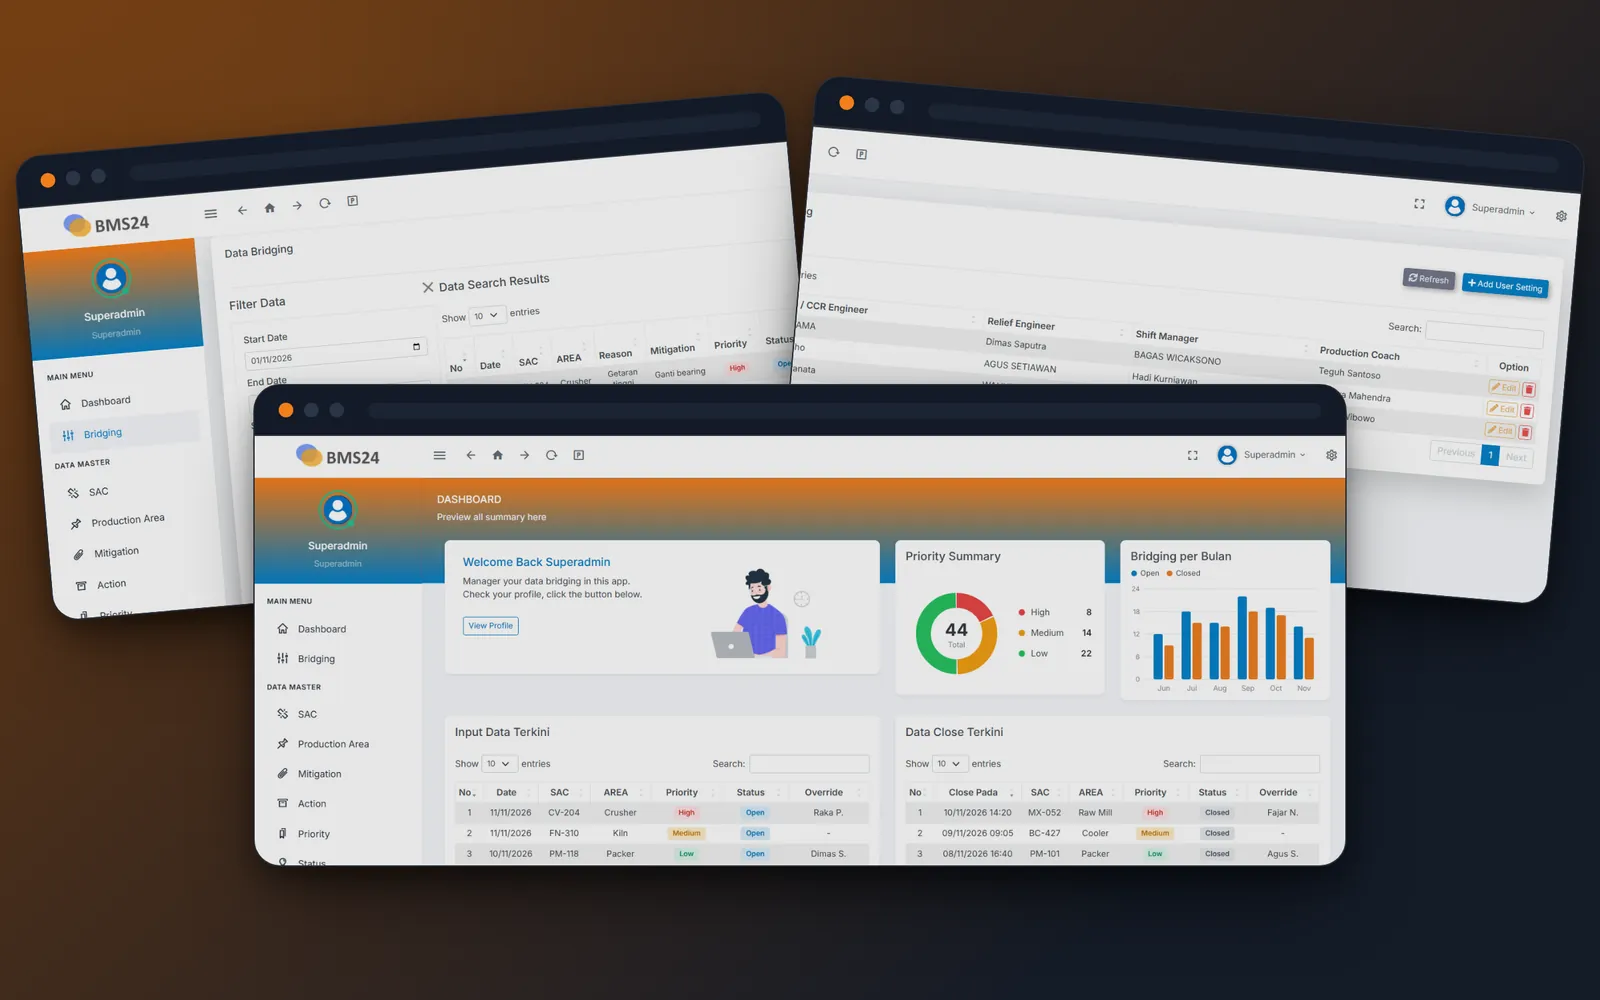 BMS24
Superadmin
Superadmin
MAIN MENU
Dashboard
Bridging
DATA MASTER
SAC
Production Area
Mitigation
Action
Priority
Data Bridging
Filter Data
Start Date
01/11/2026
End Date
Data Search Results
Show 10 entries
No Date SAC AREA Reason Mitigation Priority Status
Crusher Getaran tinggi Ganti bearing High
Superadmin
Refresh
Add User Setting
Search:
/ CCR Engineer Relief Engineer Shift Manager Production Coach Option
AMA Dimas Saputra BAGAS WICAKSONO Teguh Santoso Edit
AGUS SETIAWAN Hadi Kurniawan Mahendra Edit
Edit
Previous 1 Next
BMS24
Superadmin
Superadmin
Superadmin
MAIN MENU
Dashboard
Bridging
DATA MASTER
SAC
Production Area
Mitigation
Action
Priority
Status
DASHBOARD
Preview all summary here
Welcome Back Superadmin
Manager your data bridging in this app.
Check your profile, click the button below.
View Profile
Priority Summary
44
Total
High 8
Medium 14
Low 22
Bridging per Bulan
Open Closed
24
18
12
6
0
Jun Jul Aug Sep Oct Nov
Input Data Terkini
Show 10 entries Search:
No Date SAC AREA Priority Status Override
1 11/11/2026 CV-204 Crusher High Open Raka P.
2 11/11/2026 FN-310 Kiln Medium Open -
3 10/11/2026 PM-118 Packer Low Open Dimas S.
Data Close Terkini
Show 10 entries Search:
No Close Pada SAC AREA Priority Status Override
1 10/11/2026 14:20 MX-052 Raw Mill High Closed Fajar N.
2 09/11/2026 09:05 BC-427 Cooler Medium Closed -
3 08/11/2026 16:40 PM-101 Packer Low Closed Agus S.